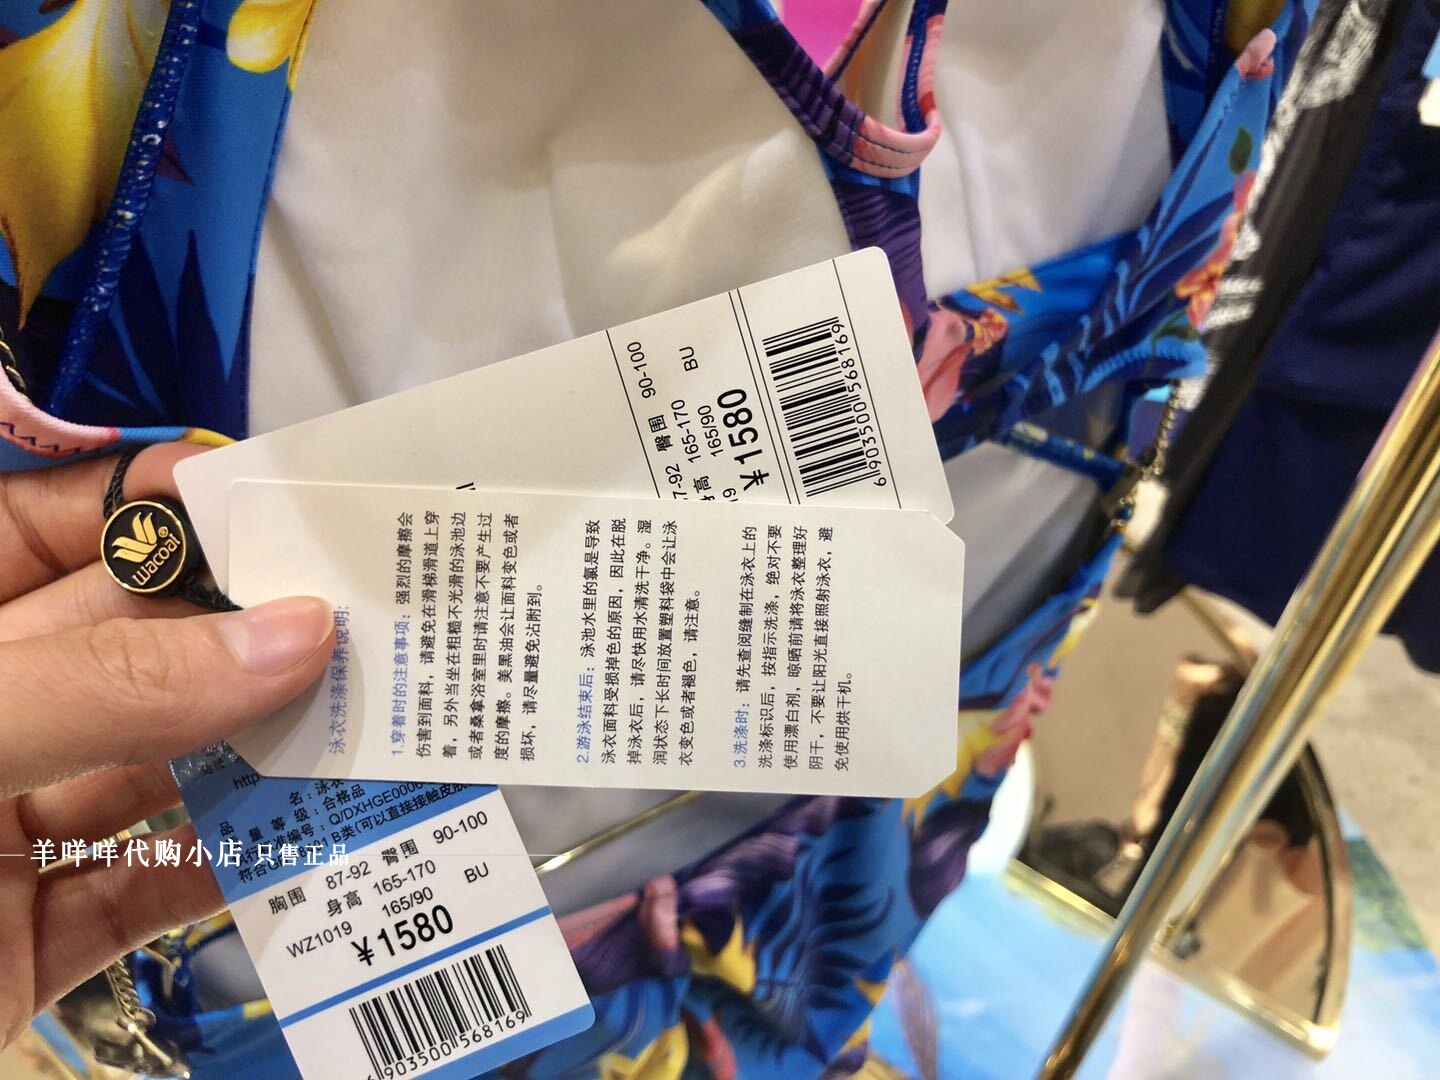 90-100
臀围
165-170
BU
165/90
¥1580
6903500568169
Wacoal
泳衣洗涤保养说明:
1.穿着时的注意事项: 强烈的摩擦会
伤害到面料，请避免在滑梯滑道上穿
着，另外当坐在粗糙不光滑的泳池边
或者桑拿浴室里时请注意不要产生过
度的摩擦。美黑油会让面料变色或者
损坏，请尽量避免沾附到。
2.游泳结束后: 泳池水里的氯是导致
泳衣面料受损掉色的原因，因此在脱
掉泳衣后，请尽快用水清洗干净。湿
润状态下长时间放置塑料袋中会让泳
衣变色或者褪色，请注意。
3.洗涤时: 请先查阅缝制在泳衣上的
洗涤标识后，按指示洗涤，绝对不要
使用漂白剂，晾晒前请将泳衣整理好
阴干，不要让阳光直接照射泳衣，避
免使用烘干机。
合格品
羊咩咩代购小店 只售正品
胸围 87-92 臀围 90-100
身高 165-170
WZ1019 165/90 BU
¥1580
6903500568169